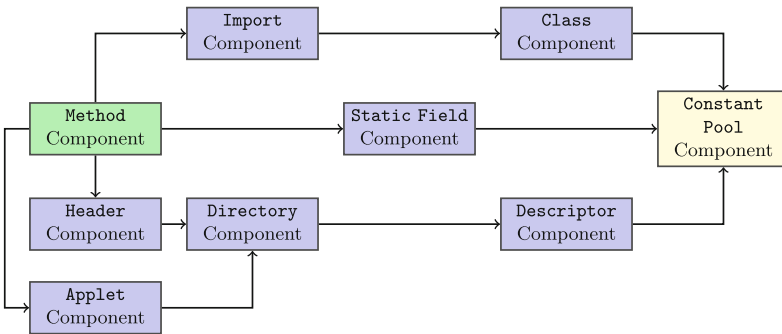 Import
Component
Class
Component
Method
Component
Static Field
Component
Constant
Pool
Component
Header
Component
Directory
Component
Descriptor
Component
Applet
Component